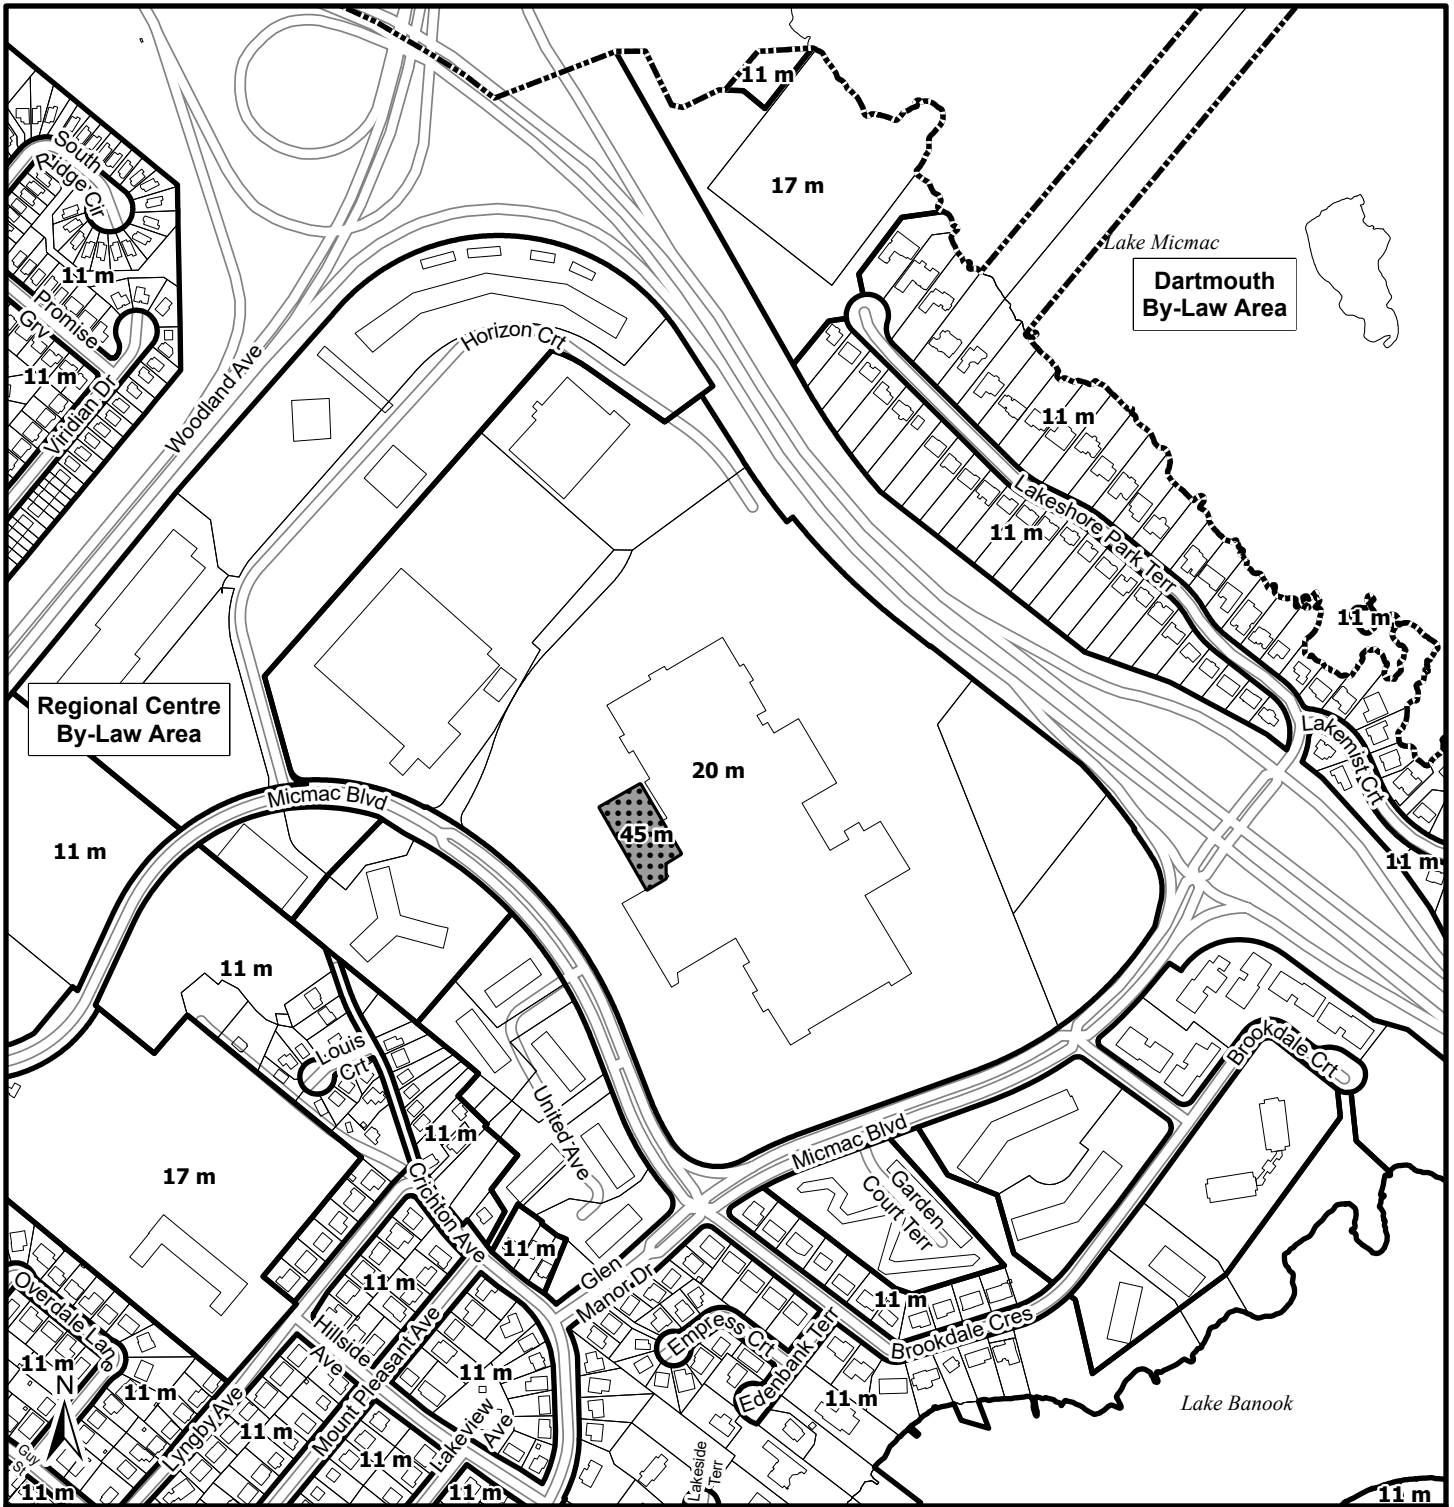 11 m
South
Ridge Cir
17 m
11 m
Lake Micmac
Dartmouth
By-Law Area
Promise
Grv
Horizon Crt
11 m
Viridian Dr
Woodland Ave
11 m
Lakeshore Park Terr
11 m
11 m
Regional Centre
By-Law Area
Lakemist Crt
20 m
Micmac Blvd
45 m
11 m
11 m
11 m
Louis
Crt
Brookdale Crt
United Ave
11 m
Micmac Blvd
17 m
Crichton Ave
Garden
Court Terr
11 m
Glen
Manor Dr
11 m
11 m
Overdale Lane
Hillside
Ave
Mount Pleasant Ave
Empress Crt
Edenbank Terr
Brookdale Cres
11 m
N
11 m
11 m
11 m
Lake Banook
Lyngby Ave
11 m
Lakeview
Ave
11 m
Guy
St
Lakeside
Terr
11 m
11 m
11 m